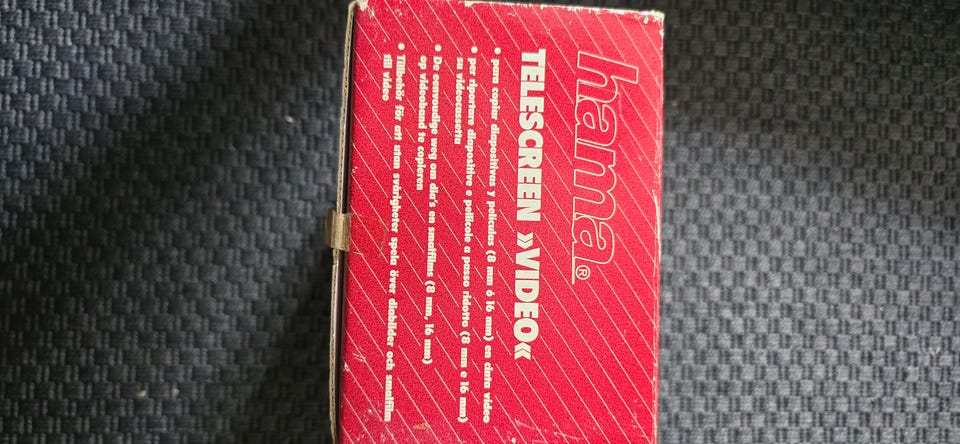 hama®
TELESCREEN »VIDEO«
• para copiar diapositivas y películas (8 mm ó 16 mm) en cinta video
• per riportare diapositive e pellicole a passo ridotto (8 mm e 16 mm)
su videocassetta
• De eenvoudige weg om dia's en smalfilms (8 mm, 16 mm)
op videoband te copieren
• Tillbehör för att utan svårigheter spela över diabilder och smalfilm
till video